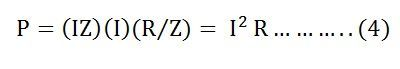 P = (IZ)(I)(R/Z) = I² R … … … . . (4)